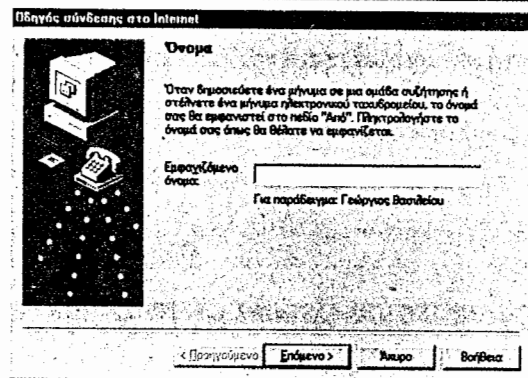 Οδηγός σύνδεσης στο Internet
Όνομα
Όταν δημοσιεύετε ένα μήνυμα σε μια ομάδα συζήτησης ή
στέλνετε ένα μήνυμα ηλεκτρονικού ταχυδρομείου, το όνομά
σας θα εμφανιστεί στο πεδίο "Από". Πληκτρολογήστε το
όνομά σας όπως θα θέλατε να εμφανίζεται.
Εμφανιζόμενο
όνομα:
Για παράδειγμα: Γεώργιος Βασιλείου
< Προηγούμενο
Επόμενο >
Άκυρο
Βοήθεια